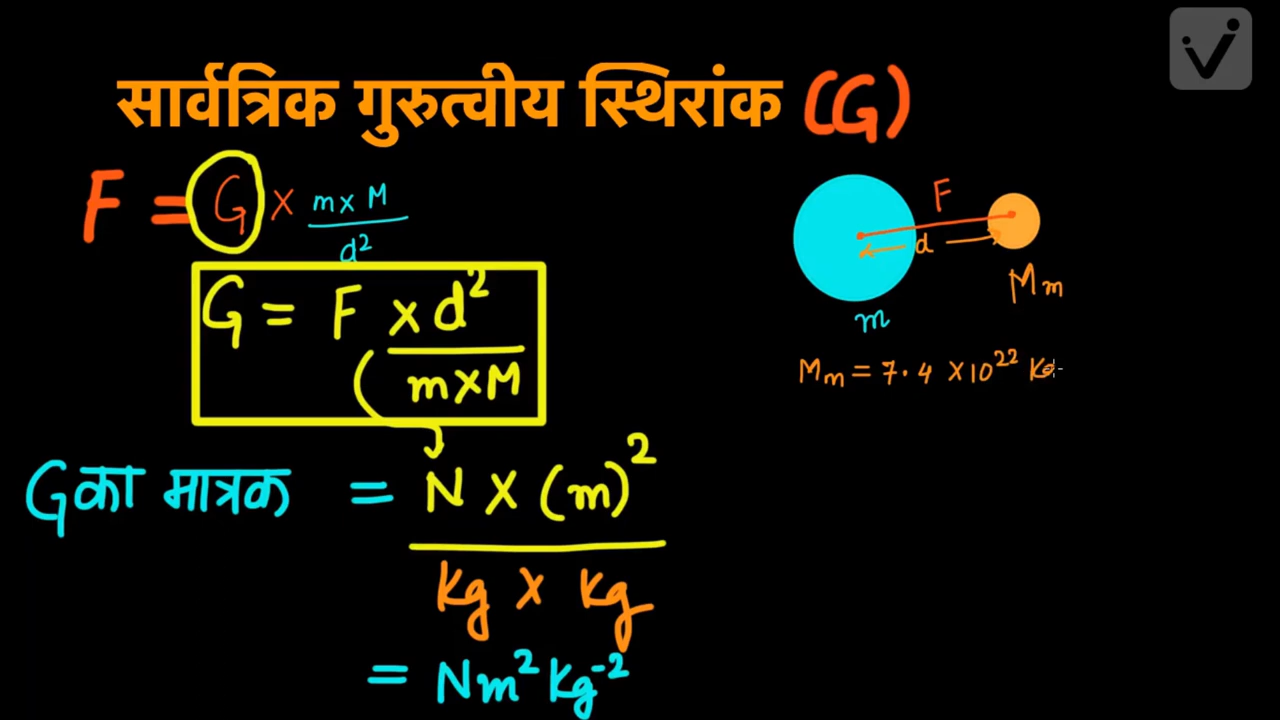 सार्वत्रिक गुरुत्वीय स्थिरांक (G)
F = G × m × M / d²
G = F × d² / (m × M
G का मात्रक = N × (m)² / Kg × Kg
= Nm² Kg⁻²
F
d
Mm
m
Mm = 7.4 × 10²² Kg